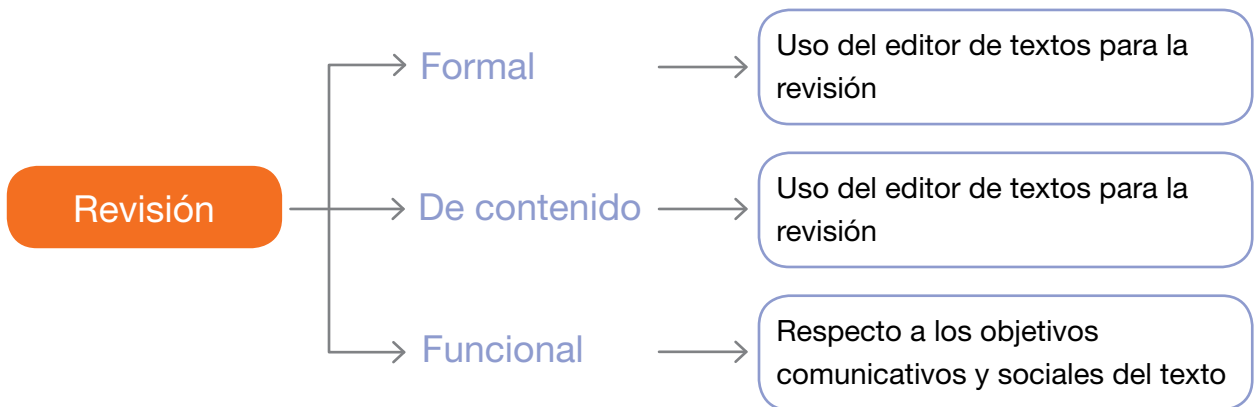 Revisión
Formal
Uso del editor de textos para la
revisión
De contenido
Uso del editor de textos para la
revisión
Funcional
Respecto a los objetivos
comunicativos y sociales del texto